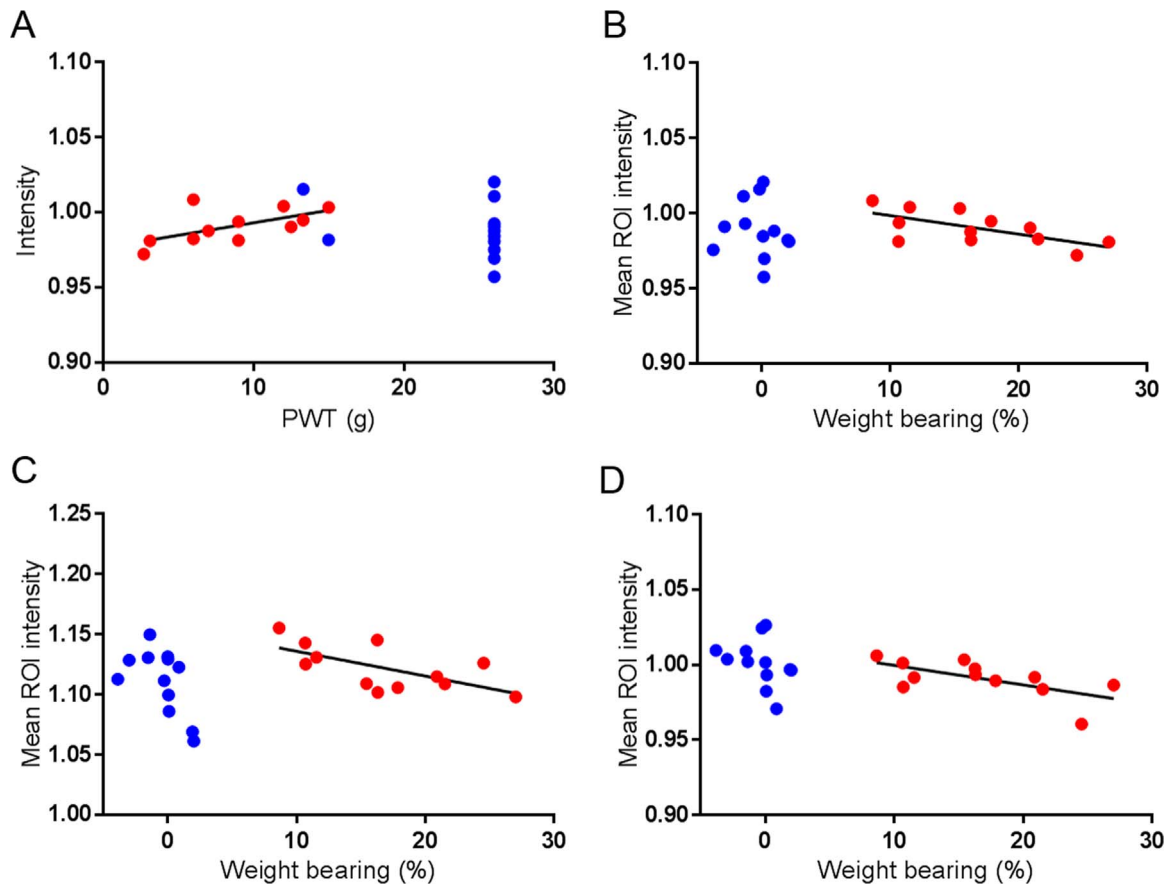 A
1.10
1.05
1.00
0.95
0.90
Intensity
0 10 20 30
PWT (g)
B
1.10
1.05
1.00
0.95
0.90
Mean ROI intensity
0 10 20 30
Weight bearing (%)
C
1.25
1.20
1.15
1.10
1.05
1.00
Mean ROI intensity
0 10 20 30
Weight bearing (%)
D
1.10
1.05
1.00
0.95
0.90
Mean ROI intensity
0 10 20 30
Weight bearing (%)